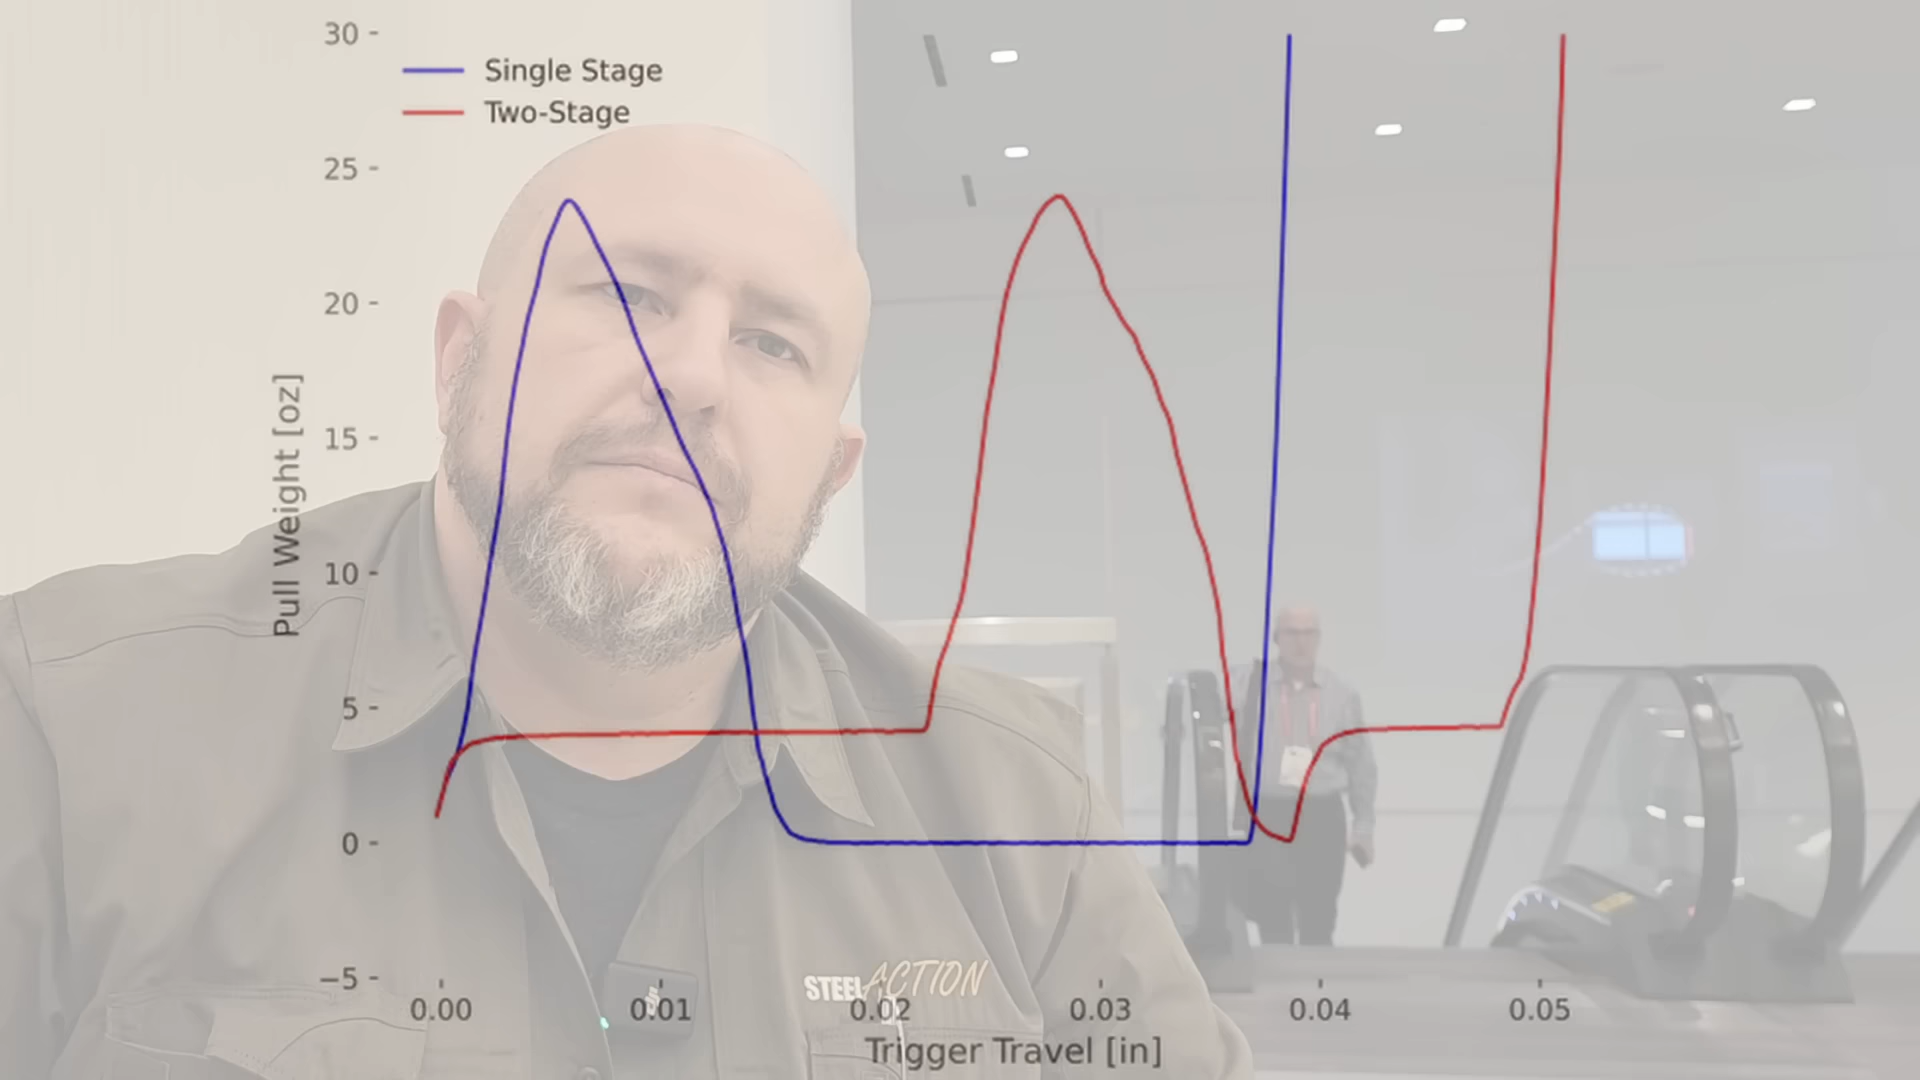 30
Single Stage
Two-Stage
25
20
15
10
5
0
−5
Pull Weight [oz]
STEEL ACTION
0.00 0.01 0.02 0.03 0.04 0.05
Trigger Travel [in]